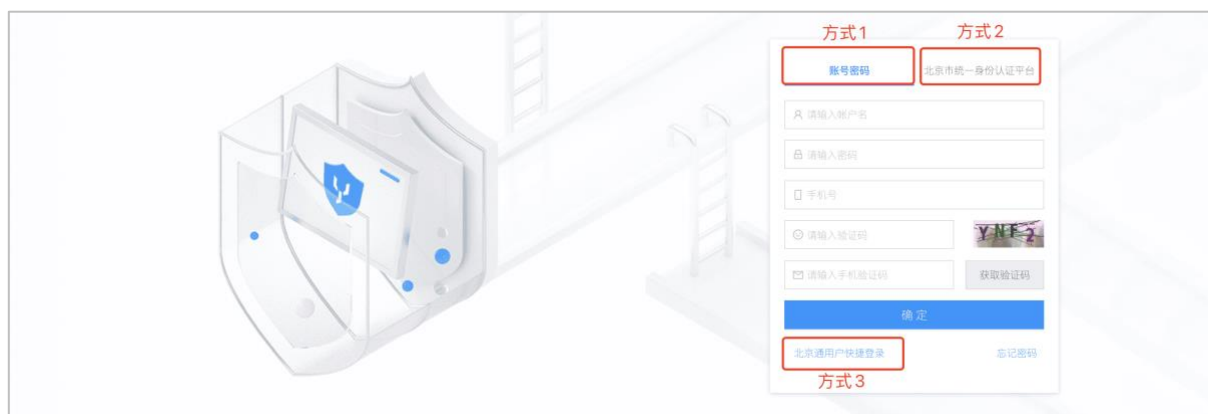 方式1 方式2
账号密码 北京市统一身份认证平台
请输入帐户名
请输入密码
手机号
请输入验证码 YNF2
请输入手机验证码 获取验证码
确定
北京通用户快捷登录 忘记密码
方式3